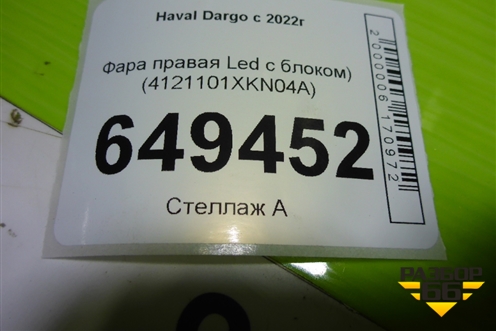 Haval Dargo с 2022г
Фара правая Led с блоком)
(4121101XKN04A)
649452
Стеллаж А
2000006170972
РАЗБОР
66